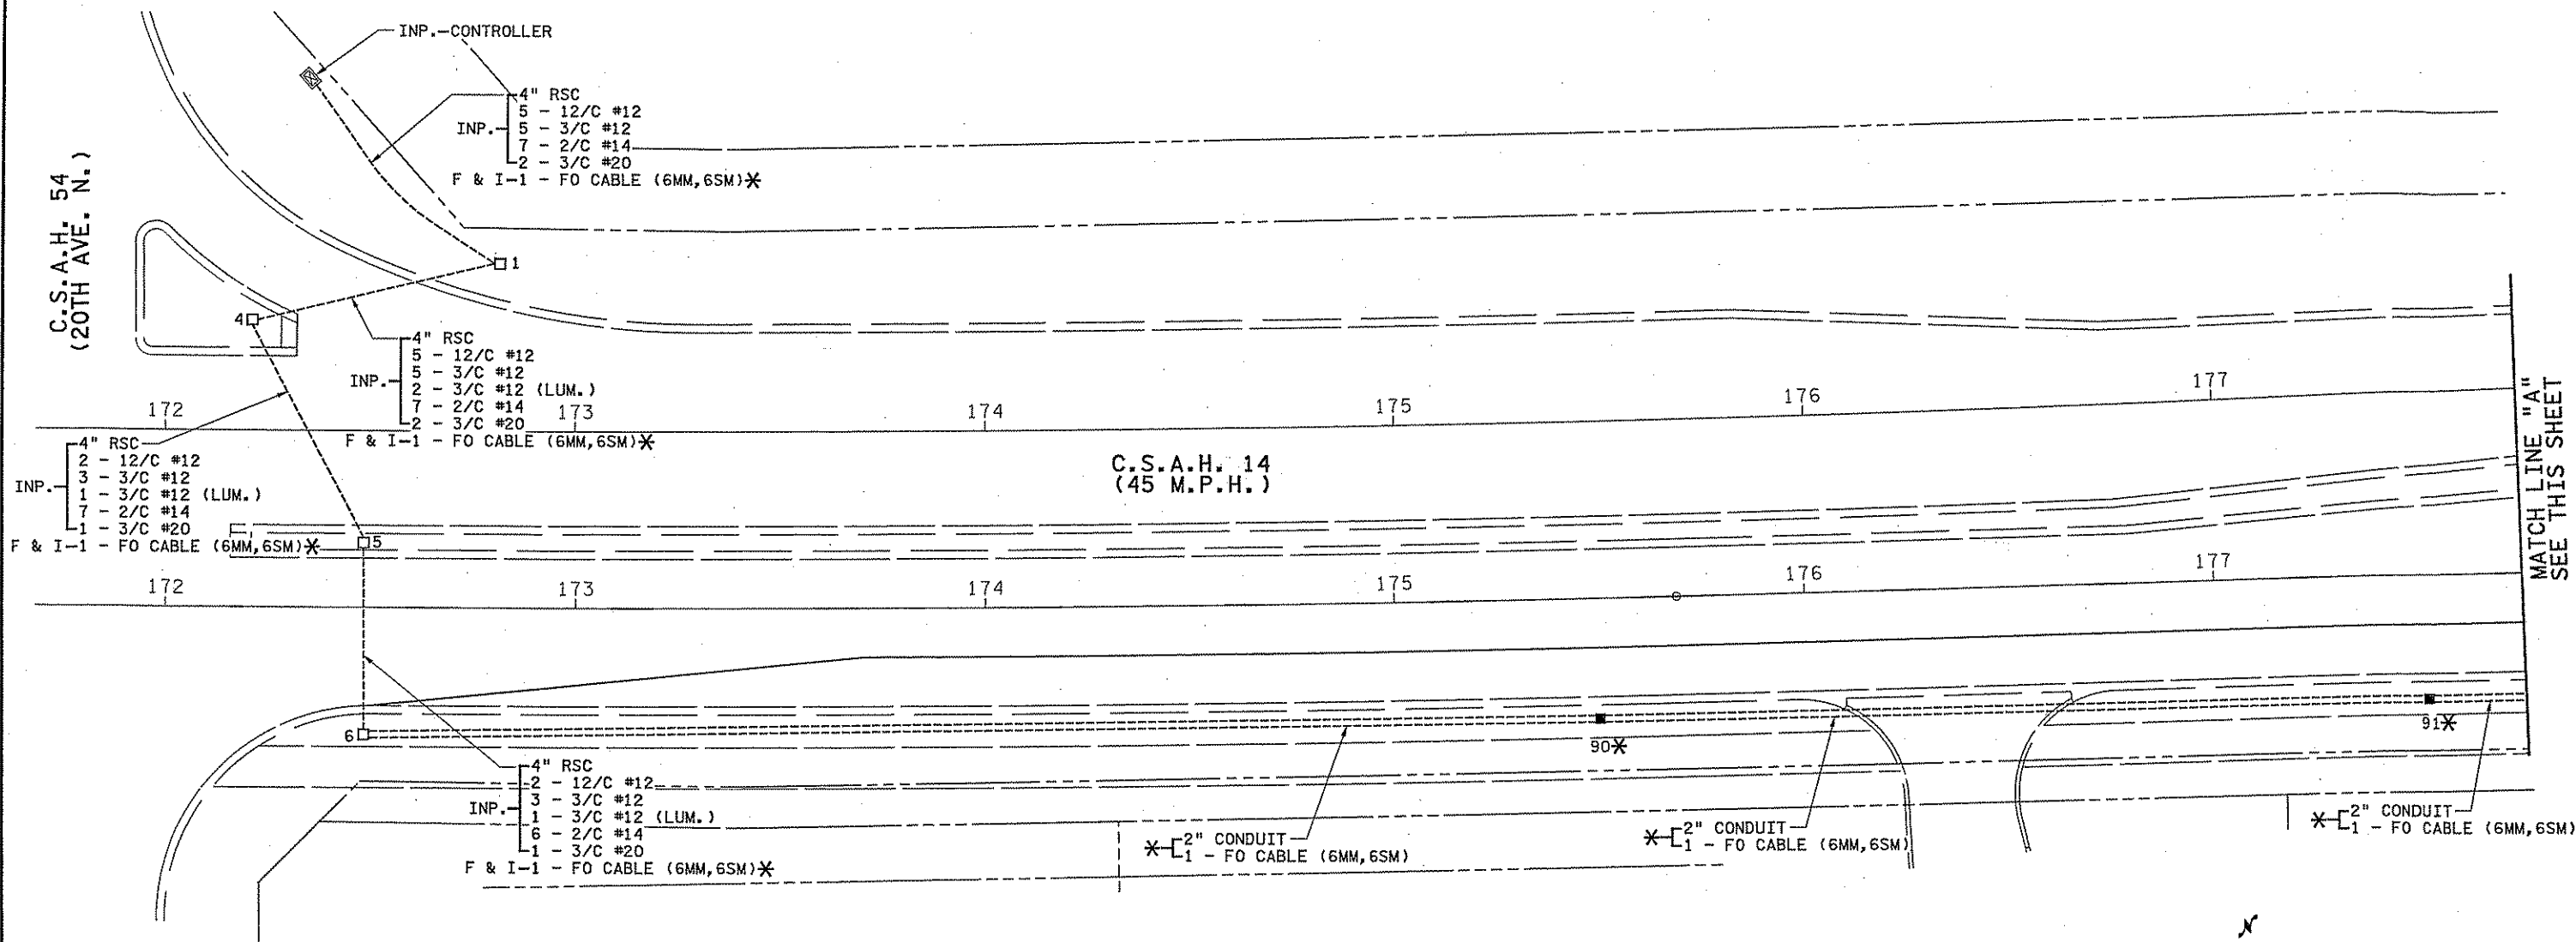 INP.-CONTROLLER
4" RSC
5 - 12/C #12
5 - 3/C #12
7 - 2/C #14
2 - 3/C #20
INP.
F & I-1 - FO CABLE (6MM,6SM)*
C.S.A.H. 54
(20TH AVE. N.)
1
4
4" RSC
5 - 12/C #12
5 - 3/C #12
2 - 3/C #12 (LUM.)
7 - 2/C #14
2 - 3/C #20
INP.
F & I-1 - FO CABLE (6MM,6SM)*
172
173
174
175
176
177
4" RSC
2 - 12/C #12
3 - 3/C #12
1 - 3/C #12 (LUM.)
7 - 2/C #14
1 - 3/C #20
INP.
F & I-1 - FO CABLE (6MM,6SM)*
C.S.A.H. 14
(45 M.P.H.)
MATCH LINE "A"
SEE THIS SHEET
5
172
173
174
175
176
177
6
90*
91*
4" RSC
2 - 12/C #12
3 - 3/C #12
1 - 3/C #12 (LUM.)
6 - 2/C #14
1 - 3/C #20
INP.
F & I-1 - FO CABLE (6MM,6SM)*
* 2" CONDUIT
1 - FO CABLE (6MM,6SM)
* 2" CONDUIT
1 - FO CABLE (6MM,6SM)
* 2" CONDUIT
1 - FO CABLE (6MM,6SM)
N